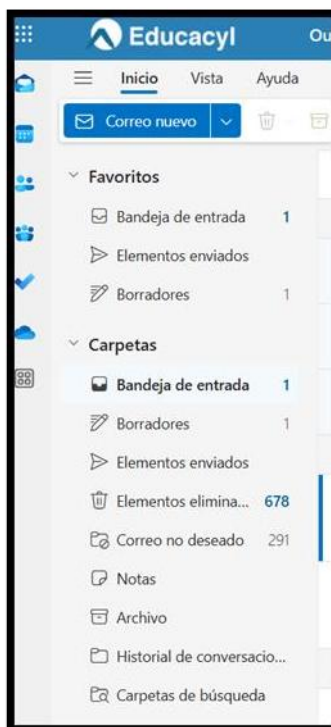 Educacyl Ou
Inicio Vista Ayuda
Correo nuevo
Favoritos
Bandeja de entrada 1
Elementos enviados
Borradores 1
Carpetas
Bandeja de entrada 1
Borradores 1
Elementos enviados
Elementos elimina... 678
Correo no deseado 291
Notas
Archivo
Historial de conversacio...
Carpetas de búsqueda